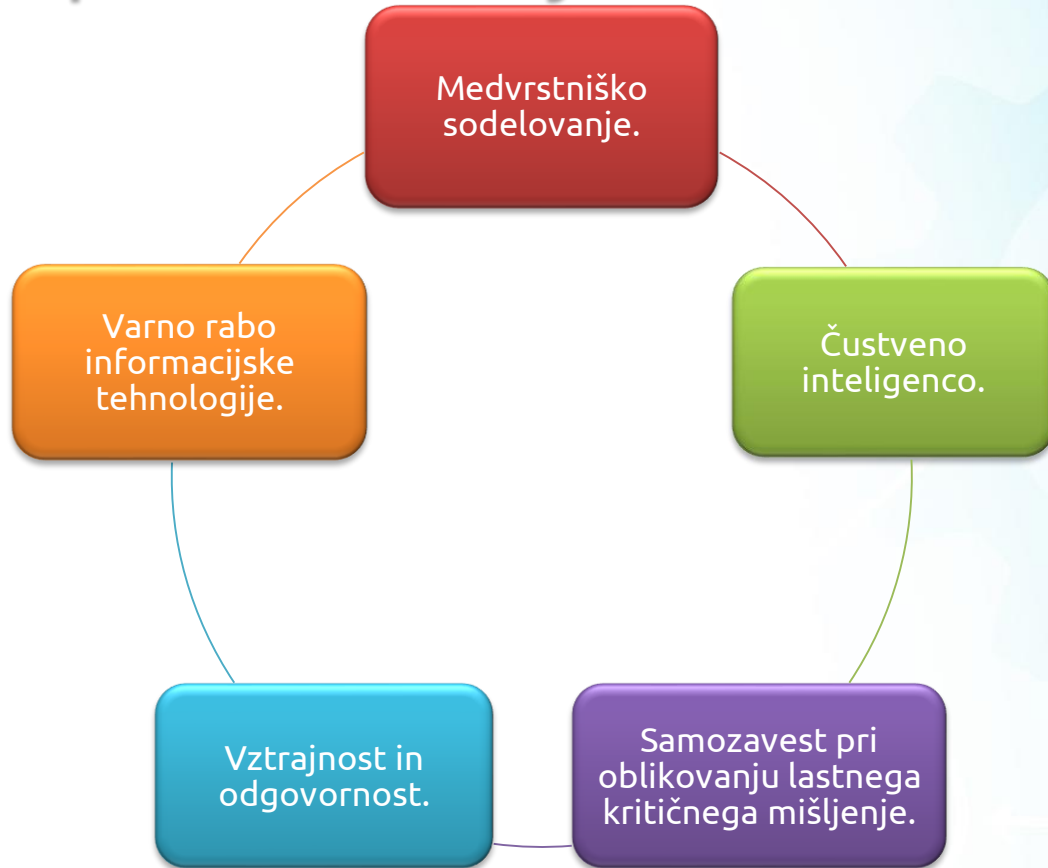 Medvrstniško
sodelovanje.
Čustveno
inteligenco.
Samozavest pri
oblikovanju lastnega
kritičnega mišljenje.
Vztrajnost in
odgovornost.
Varno rabo
informacijske
tehnologije.